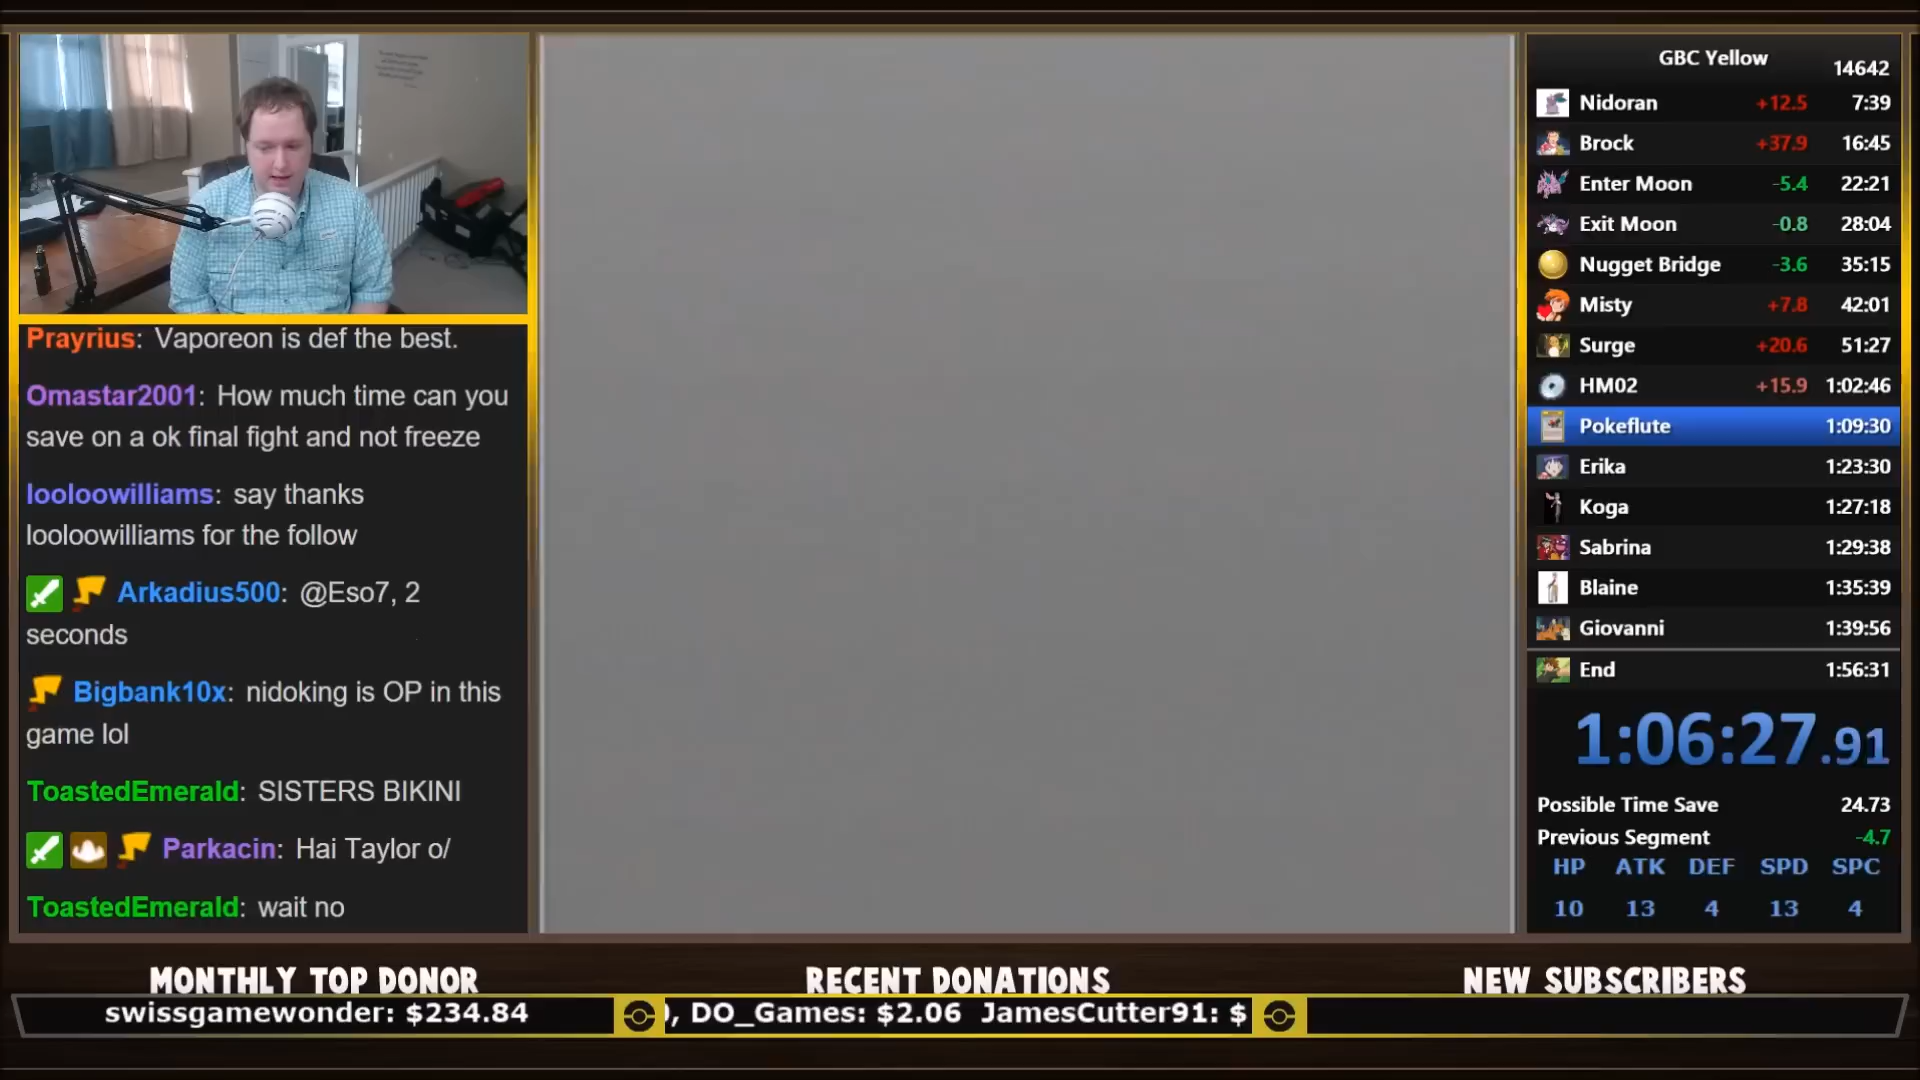 Prayrius: Vaporeon is def the best.
Omastar2001: How much time can you
save on a ok final fight and not freeze
looloowilliams: say thanks
looloowilliams for the follow
Arkadius500: @Eso7, 2
seconds
Bigbank10x: nidoking is OP in this
game lol
ToastedEmerald: SISTERS BIKINI
Parkacin: Hai Taylor o/
ToastedEmerald: wait no
GBC Yellow 14642
Nidoran +12.5 7:39
Brock +37.9 16:45
Enter Moon -5.4 22:21
Exit Moon -0.8 28:04
Nugget Bridge -3.6 35:15
Misty +7.8 42:01
Surge +20.6 51:27
HM02 +15.9 1:02:46
Pokeflute 1:09:30
Erika 1:23:30
Koga 1:27:18
Sabrina 1:29:38
Blaine 1:35:39
Giovanni 1:39:56
End 1:56:31
1:06:27.91
Possible Time Save 24.73
Previous Segment -4.7
HP ATK DEF SPD SPC
10 13 4 13 4
MONTHLY TOP DONOR RECENT DONATIONS NEW SUBSCRIBERS
swissgamewonder: $234.84 , DO_Games: $2.06 JamesCutter91: $